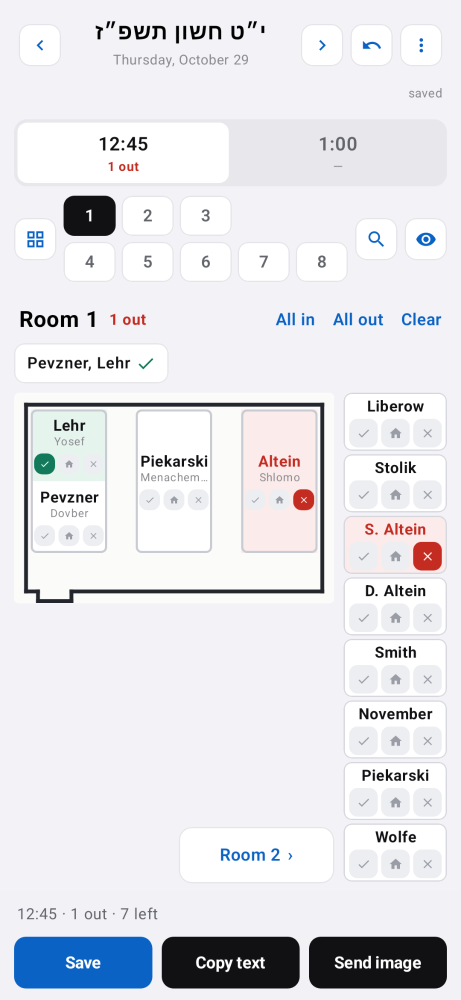 י״ט חשון תשפ״ז
Thursday, October 29
saved
12:45
1 out
1:00
—
1 2 3
4 5 6 7 8
Room 1 1 out All in All out Clear
Pevzner, Lehr
Lehr
Yosef
Pevzner
Dovber
Piekarski
Menachem...
Altein
Shlomo
Liberow
Stolik
S. Altein
D. Altein
Smith
November
Piekarski
Wolfe
Room 2 ›
12:45 · 1 out · 7 left
Save Copy text Send image